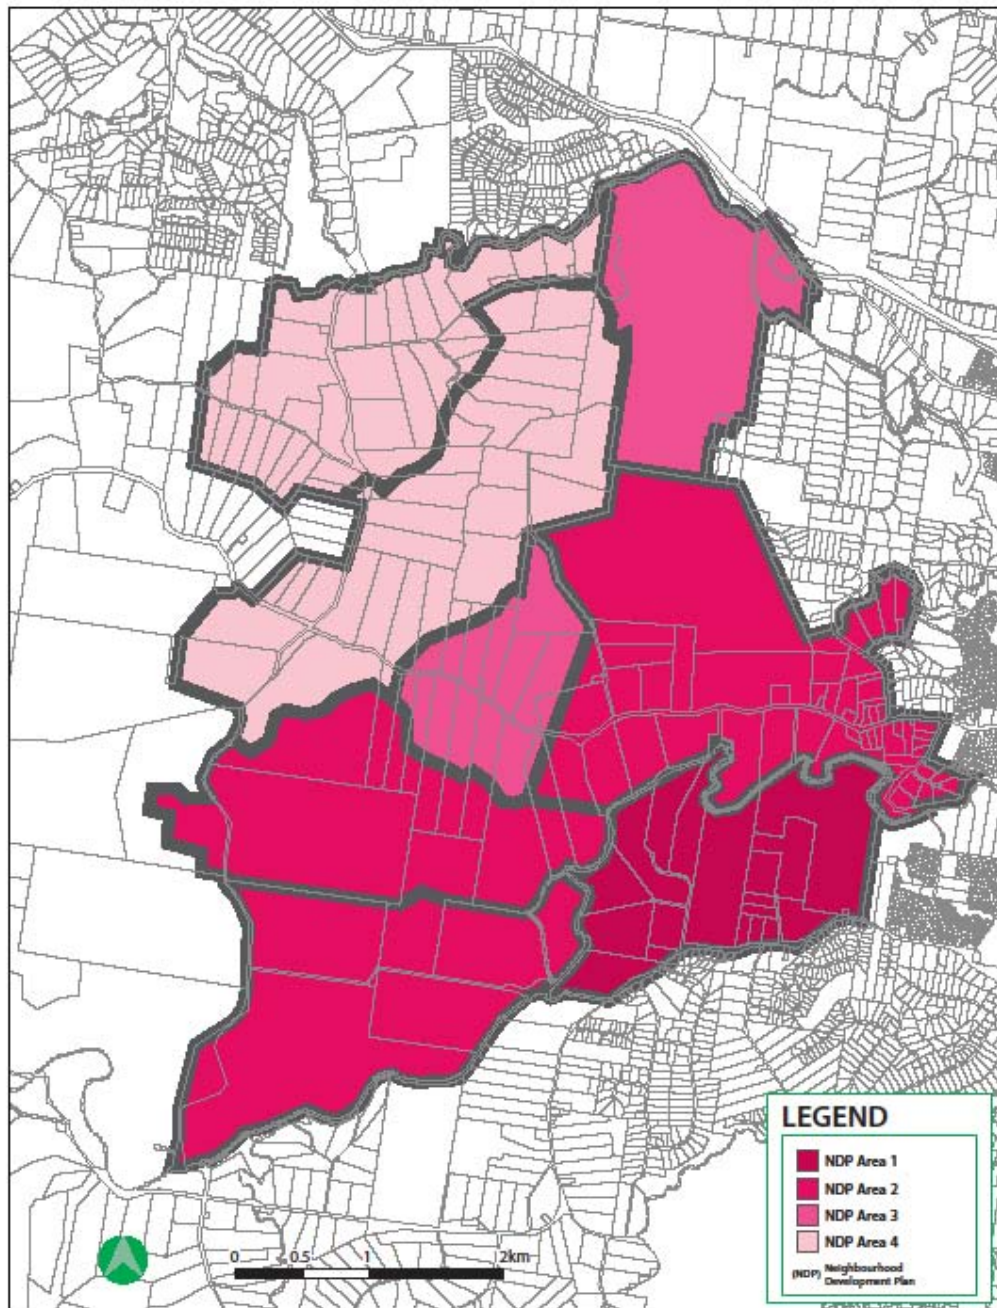 LEGEND
NDP Area 1
NDP Area 2
NDP Area 3
NDP Area 4
(NDP) Neighbourhood
Development Plan
0 0.5 1 2km